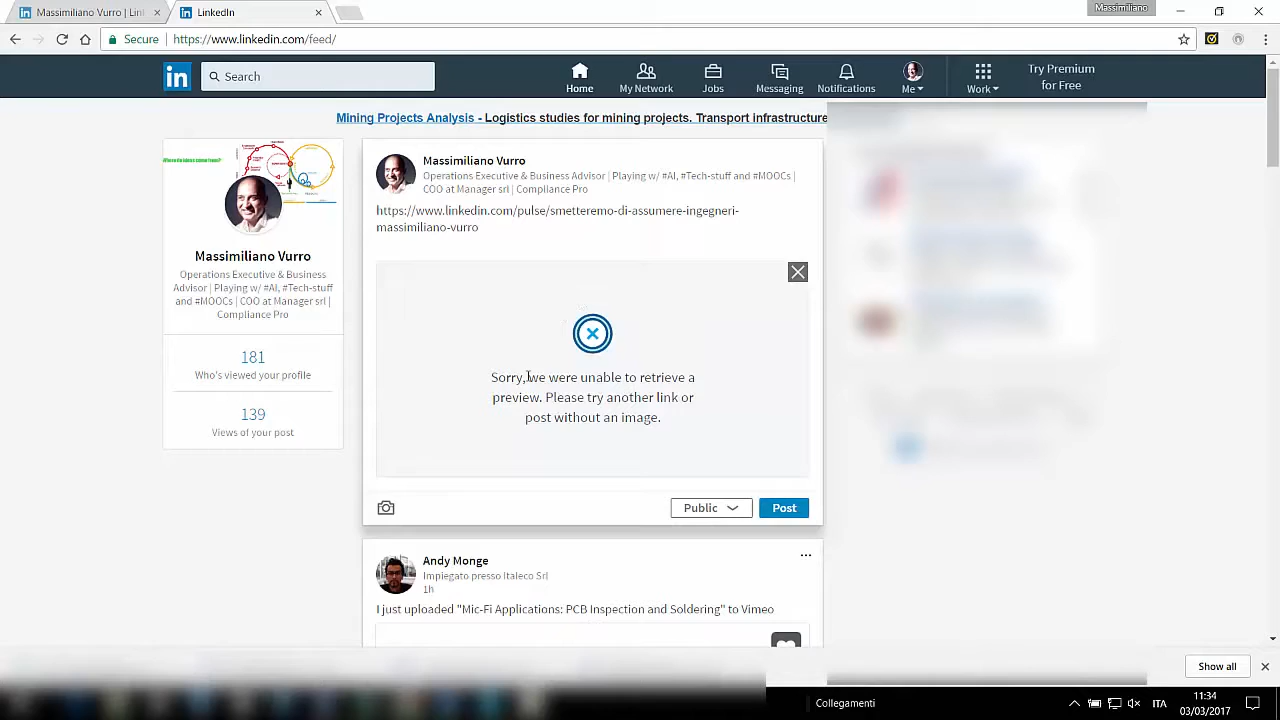 Massimiliano Vurro | Lin
LinkedIn
Massimiliano
Secure
https://www.linkedin.com/feed/
in
Search
Home
My Network
Jobs
Messaging
Notifications
Me
Work
Try Premium
for Free
Mining Projects Analysis - Logistics studies for mining projects. Transport infrastructure
Massimiliano Vurro
Operations Executive & Business
Advisor | Playing w/ #AI, #Tech-stuff
and #MOOCs | COO at Manager srl |
Compliance Pro
181
Who's viewed your profile
139
Views of your post
Massimiliano Vurro
Operations Executive & Business Advisor | Playing w/ #AI, #Tech-stuff and #MOOCs |
COO at Manager srl | Compliance Pro
https://www.linkedin.com/pulse/smetteremo-di-assumere-ingegneri-
massimiliano-vurro
Sorry, we were unable to retrieve a
preview. Please try another link or
post without an image.
Public
Post
Andy Monge
Impiegato presso Italeco Srl
1h
I just uploaded "Mic-Fi Applications: PCB Inspection and Soldering" to Vimeo
Show all
Collegamenti
ITA
11:34
03/03/2017